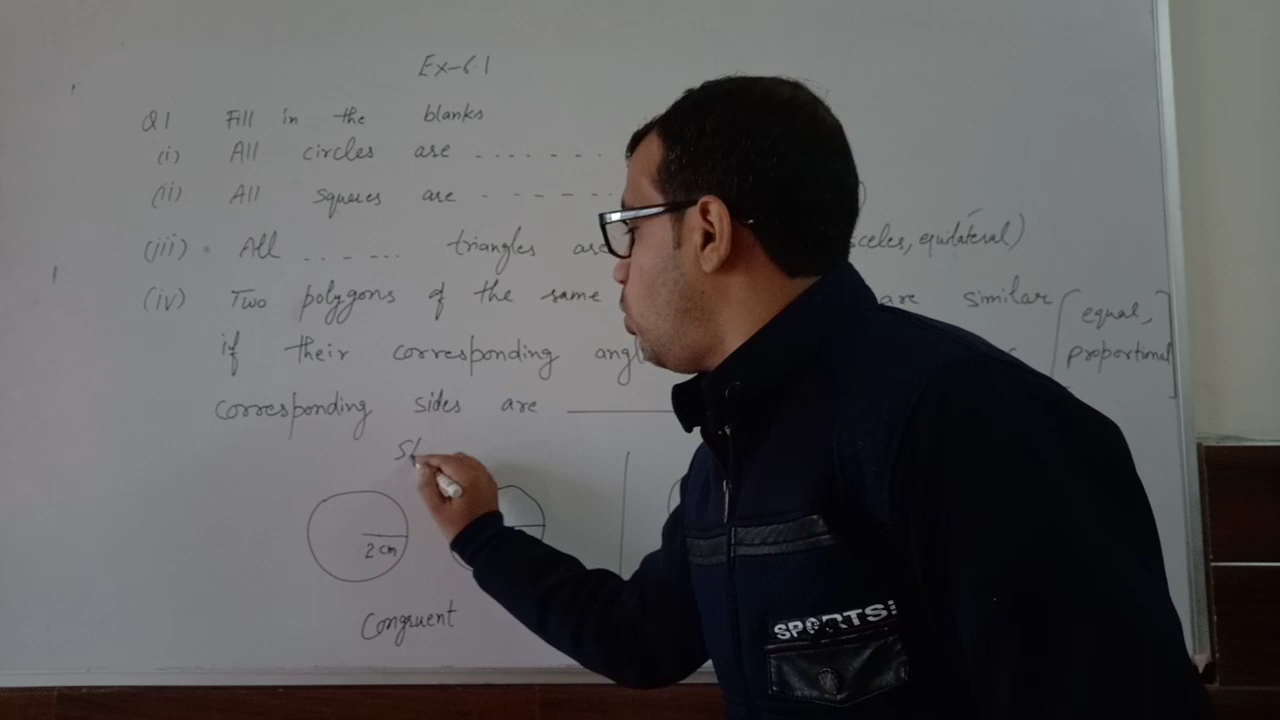 Ex-6.1
Q1 Fill in the blanks
(i) All circles are .......
(ii) All squares are - - - - - - -
(iii) All ..-... triangles are sceles, equilateral)
(iv) Two polygons of the same are similar [equal,
if their corresponding angl proportional]
corresponding sides are ______
2 cm
Congruent
SPORTS